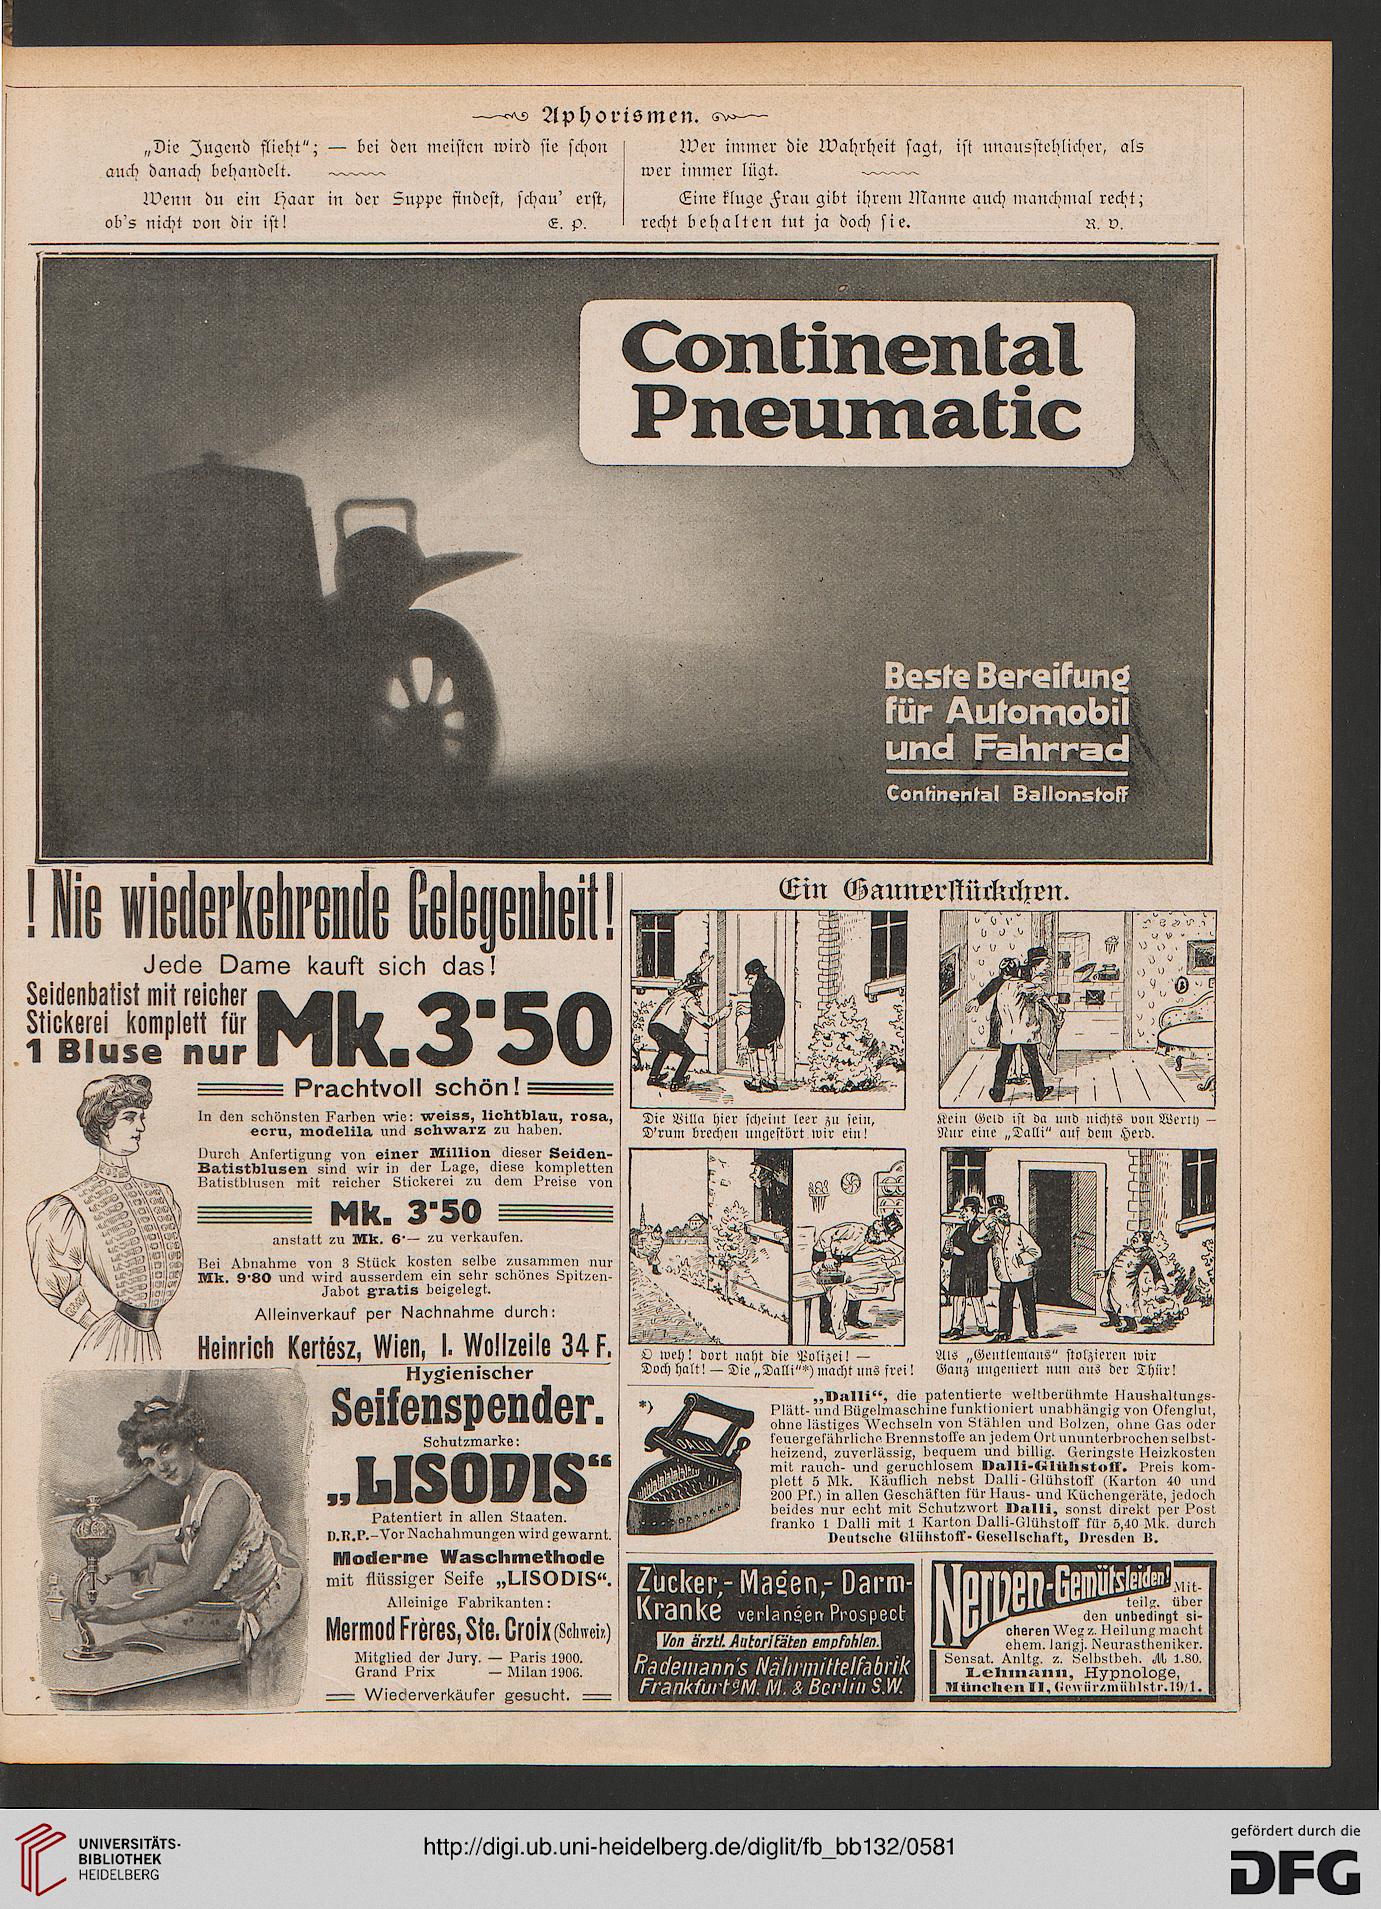 Aphorismen.
„Die Jugend flieht“; — bei den meisten wird sie schon
auch danach behandelt.
Wenn du ein Haar in der Suppe findest, schau' erst,
ob's nicht von dir ist! E. P.
Wer immer die Wahrheit sagt, ist unausstehlicher, als
wer immer lügt.
Eine kluge Frau gibt ihrem Manne auch manchmal recht;
recht behalten tut ja doch sie. R. D.
Continental
Pneumatic
Beste Bereifung
für Automobil
und Fahrrad
Continental Ballonstoff
! Nie wiederkehrende Gelegenheit!
Jede Dame kauft sich das!
Seidenbatist mit reicher
Stickerei komplett für
1 Bluse nur
Mk. 3·50
Prachtvoll schön!
In den schönsten Farben wie: weiss, lichtblau, rosa,
ecru, modelila und schwarz zu haben.
Durch Anfertigung von einer Million dieser Seiden-
Batistblusen sind wir in der Lage, diese kompletten
Batistblusen mit reicher Stickerei zu dem Preise von
Mk. 3·50
anstatt zu Mk. 6·— zu verkaufen.
Bei Abnahme von 3 Stück kosten selbe zusammen nur
Mk. 9·80 und wird ausserdem ein sehr schönes Spitzen-
Jabot gratis beigelegt.
Alleinverkauf per Nachnahme durch:
Heinrich Kertész, Wien, I. Wollzeile 34 F.
Hygienischer
Seifenspender.
Schutzmarke:
„LISODIS“
Patentiert in allen Staaten.
D.R.P.–Vor Nachahmungen wird gewarnt.
Moderne Waschmethode
mit flüssiger Seife „LISODIS“.
Alleinige Fabrikanten:
Mermod Frères, Ste. Croix (Schweiz)
Mitglied der Jury. — Paris 1900.
Grand Prix — Milan 1906.
Wiederverkäufer gesucht.
Ein Gaunerstückchen.
Die Villa hier scheint leer zu sein,
D'rum brechen ungestört wir ein!
Kein Geld ist da und nichts von Werth —
Nur eine „Dalli“ auf dem Herd.
O weh! dort naht die Polizei! —
Doch halt! — Die „Dalli“*) macht uns frei!
Als „Gentlemans“ stolzieren wir
Ganz ungeniert nun aus der Thür!
*)
DALLI
„Dalli“, die patentierte weltberühmte Haushaltungs-
Plätt- und Bügelmaschine funktioniert unabhängig von Ofenglut,
ohne lästiges Wechseln von Stählen und Bolzen, ohne Gas oder
feuergefährliche Brennstoffe an jedem Ort ununterbrochen selbst-
heizend, zuverlässig, bequem und billig. Geringste Heizkosten
mit rauch- und geruchlosem Dalli-Glühstoff. Preis kom-
plett 5 Mk. Käuflich nebst Dalli-Glühstoff (Karton 40 und
200 Pf.) in allen Geschäften für Haus- und Küchengeräte, jedoch
beides nur echt mit Schutzwort Dalli, sonst direkt per Post
franko 1 Dalli mit 1 Karton Dalli-Glühstoff für 5,40 Mk. durch
Deutsche Glühstoff-Gesellschaft, Dresden B.
Zucker,- Magen,- Darm-
Kranke verlangen Prospect
Von ärztl. Autoritäten empfohlen.
Rademann's Nährmittelfabrik
Frankfurt a M. M. & Berlin S.W.
Nerven-Gemütsleiden! Mit-
teilg. über
den unbedingt si-
cheren Weg z. Heilung macht
ehem. langj. Neurastheniker.
Sensat. Anltg. z. Selbstbeh. ℳ 1.80.
Lehmann, Hypnologe,
München II, Gewürzmühlstr. 19/1.
UNIVERSITÄTS-
BIBLIOTHEK
HEIDELBERG
http://digi.ub.uni-heidelberg.de/diglit/fb_bb132/0581
gefördert durch die
DFG